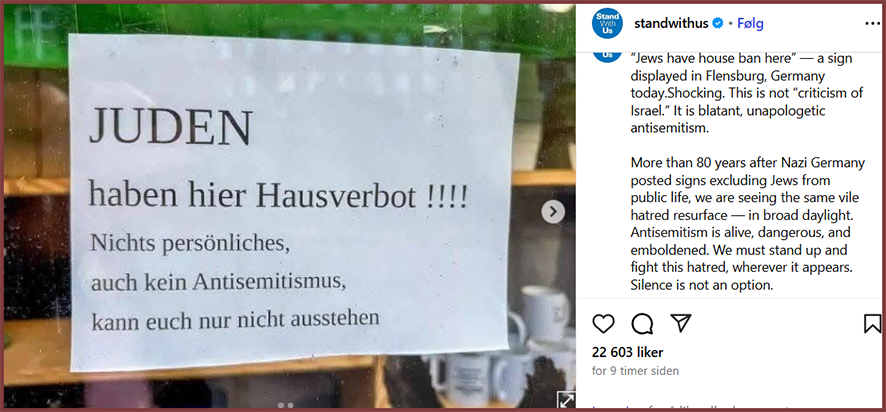 JUDEN
haben hier Hausverbot !!!!
Nichts persönliches,
auch kein Antisemitismus,
kann euch nur nicht ausstehen
Stand
With
Us
standwithus • Følg
Us
"Jews have house ban here" — a sign
displayed in Flensburg, Germany
today.Shocking. This is not "criticism of
Israel." It is blatant, unapologetic
antisemitism.
More than 80 years after Nazi Germany
posted signs excluding Jews from
public life, we are seeing the same vile
hatred resurface — in broad daylight.
Antisemitism is alive, dangerous, and
emboldened. We must stand up and
fight this hatred, wherever it appears.
Silence is not an option.
22 603 liker
for 9 timer siden